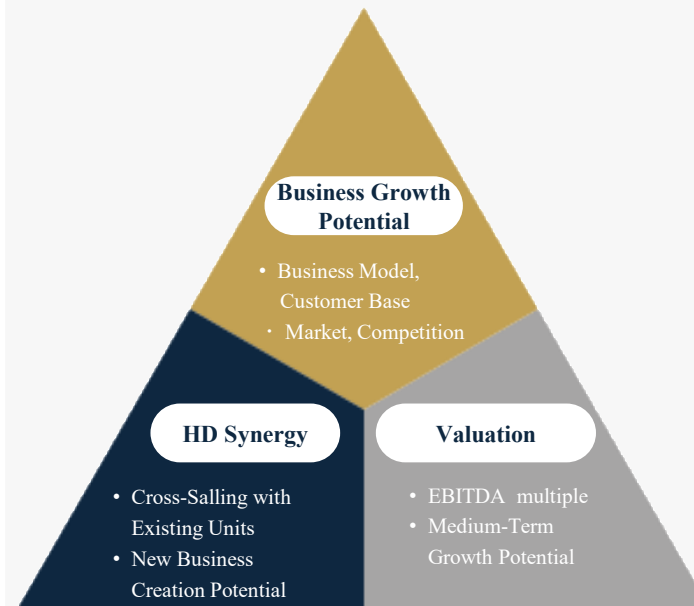 Business Growth
Potential
• Business Model,
Customer Base
・ Market, Competition
HD Synergy
• Cross-Salling with
Existing Units
• New Business
Creation Potential
Valuation
• EBITDA multiple
• Medium-Term
Growth Potential